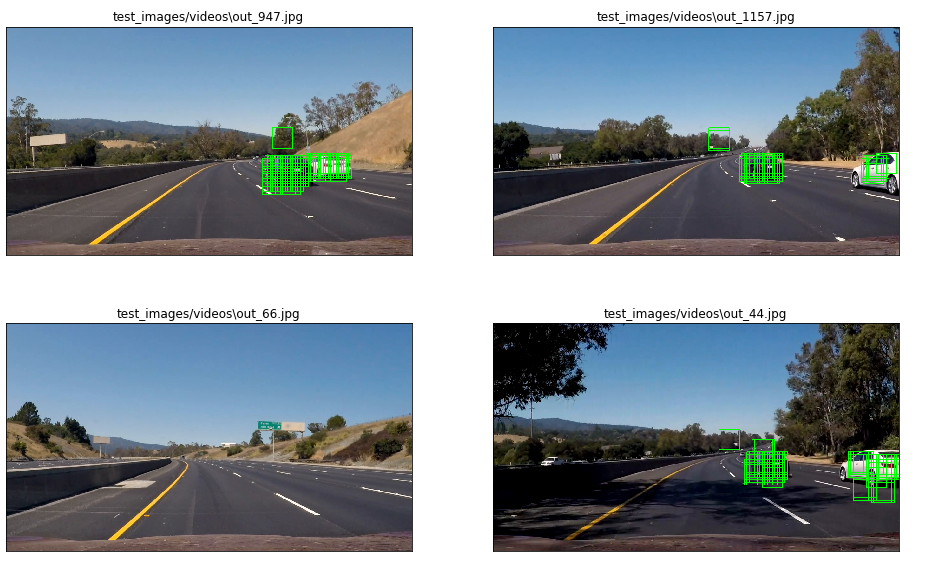 test_images/videos\out_947.jpg
test_images/videos\out_1157.jpg
test_images/videos\out_66.jpg
test_images/videos\out_44.jpg